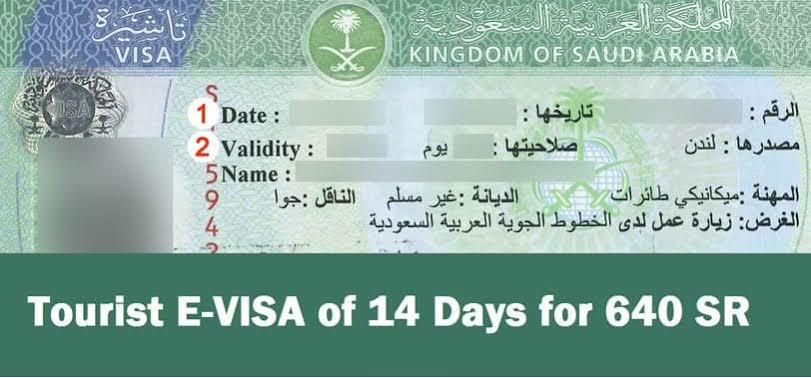 تأشيرة
VISA
المملكة العربية السعودية
KINGDOM OF SAUDI ARABIA
VISA
S
1 Date : تاريخها : الرقم :
2 Validity : يوم صلاحيتها : مصدرها : لندن
5 Name :
9 المهنة :ميكانيكي طائرات الديانة :غير مسلم الناقل :جوا
4 الغرض: زيارة عمل لدى الخطوط الجوية العربية السعودية
Tourist E-VISA of 14 Days for 640 SR